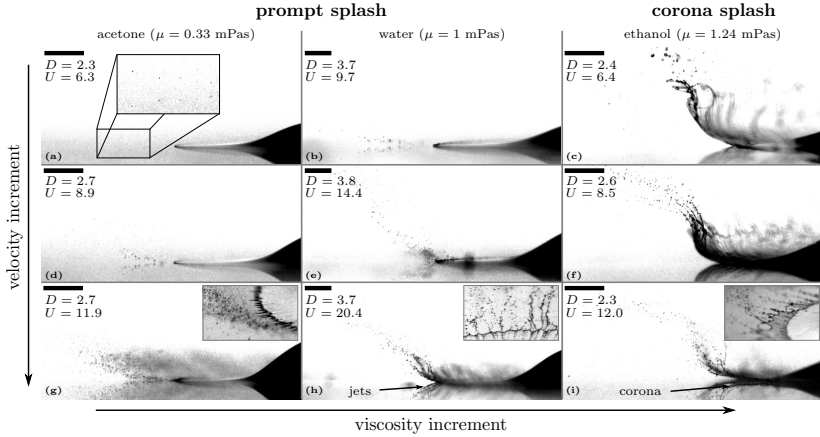 prompt splash
corona splash
acetone (μ = 0.33 mPas)
water (μ = 1 mPas)
ethanol (μ = 1.24 mPas)
velocity increment
D = 2.3
U = 6.3
(a)
D = 3.7
U = 9.7
(b)
D = 2.4
U = 6.4
(c)
D = 2.7
U = 8.9
(d)
D = 3.8
U = 14.4
(e)
D = 2.6
U = 8.5
(f)
D = 2.7
U = 11.9
(g)
D = 3.7
U = 20.4
(h)
jets
D = 2.3
U = 12.0
(i)
corona
viscosity increment